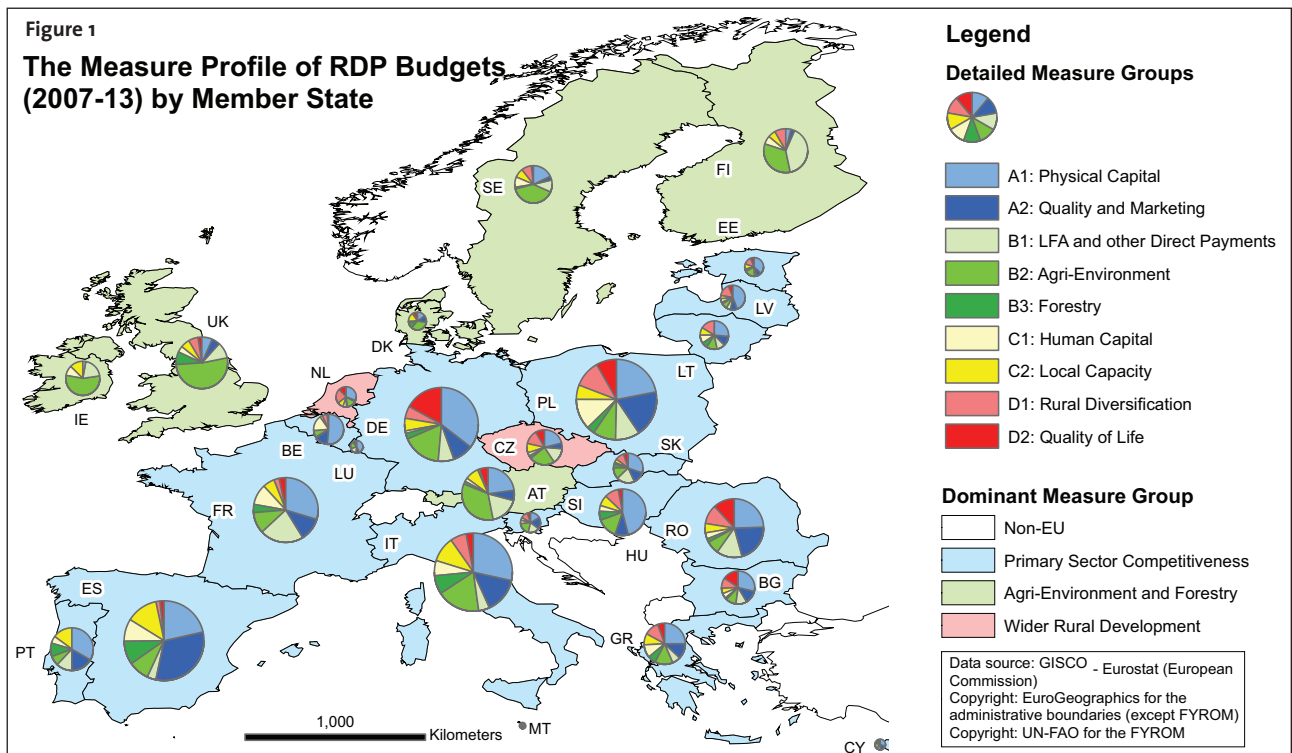 Figure 1
The Measure Profile of RDP Budgets
(2007-13) by Member State
SE
FI
EE
LV
UK
DK
IE
NL
LT
PL
DE
BE
CZ
SK
LU
AT
FR
SI
RO
IT
HU
ES
BG
PT
GR
1,000
Kilometers
MT
CY
Legend
Detailed Measure Groups
A1: Physical Capital
A2: Quality and Marketing
B1: LFA and other Direct Payments
B2: Agri-Environment
B3: Forestry
C1: Human Capital
C2: Local Capacity
D1: Rural Diversification
D2: Quality of Life
Dominant Measure Group
Non-EU
Primary Sector Competitiveness
Agri-Environment and Forestry
Wider Rural Development
Data source: GISCO - Eurostat (European
Commission)
Copyright: EuroGeographics for the
administrative boundaries (except FYROM)
Copyright: UN-FAO for the FYROM